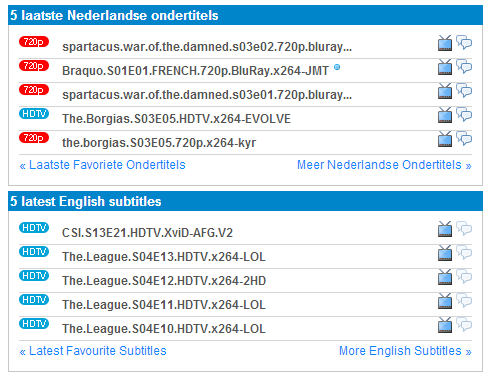 5 laatste Nederlandse ondertitels
720p spartacus.war.of.the.damned.s03e02.720p.bluray...
720p Braquo.S01E01.FRENCH.720p.BluRay.x264-JMT
720p spartacus.war.of.the.damned.s03e01.720p.bluray...
HDTV The.Borgias.S03E05.HDTV.x264-EVOLVE
720p the.borgias.S03E05.720p.x264-kyr
« Laatste Favoriete Ondertitels Meer Nederlandse Ondertitels »
5 latest English subtitles
HDTV CSI.S13E21.HDTV.XviD-AFG.V2
HDTV The.League.S04E13.HDTV.x264-LOL
HDTV The.League.S04E12.HDTV.x264-2HD
HDTV The.League.S04E11.HDTV.x264-LOL
HDTV The.League.S04E10.HDTV.x264-LOL
« Latest Favourite Subtitles More English Subtitles »